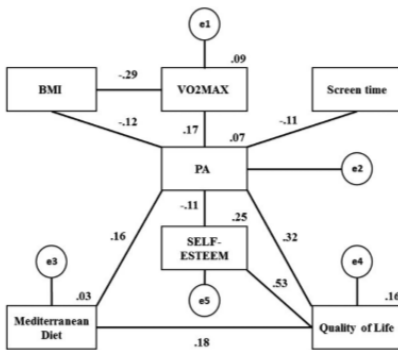 e1
.09
-.29
BMI
VO2MAX
Screen time
-.12
.17
.07
-.11
PA
e2
-.11
.25
.16
.32
SELF-
ESTEEM
e3
e4
.53
.03
e5
.16
Mediterranean
Diet
Quality of Life
.18